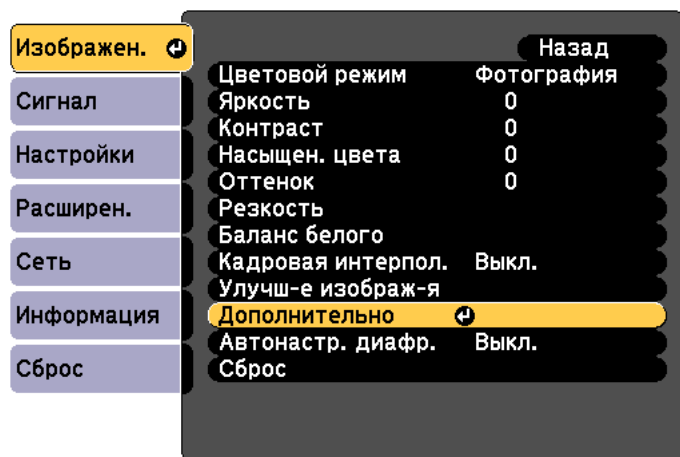 Изображен.
Сигнал
Настройки
Расширен.
Сеть
Информация
Сброс
Назад
Цветовой режим Фотография
Яркость 0
Контраст 0
Насыщен. цвета 0
Оттенок 0
Резкость
Баланс белого
Кадровая интерпол. Выкл.
Улучш-е изображ-я
Дополнительно
Автонастр. диафр. Выкл.
Сброс